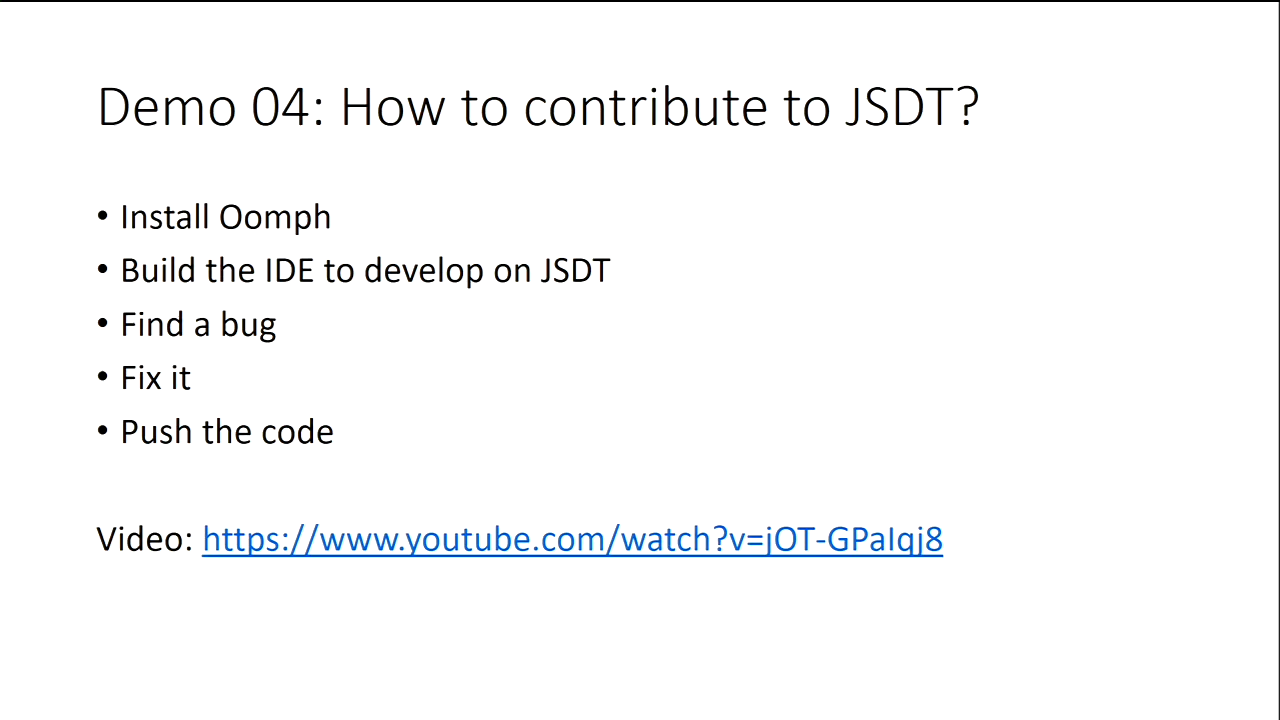 Demo 04: How to contribute to JSDT?
• Install Oomph
• Build the IDE to develop on JSDT
• Find a bug
• Fix it
• Push the code
Video: https://www.youtube.com/watch?v=jOT-GPaIqj8